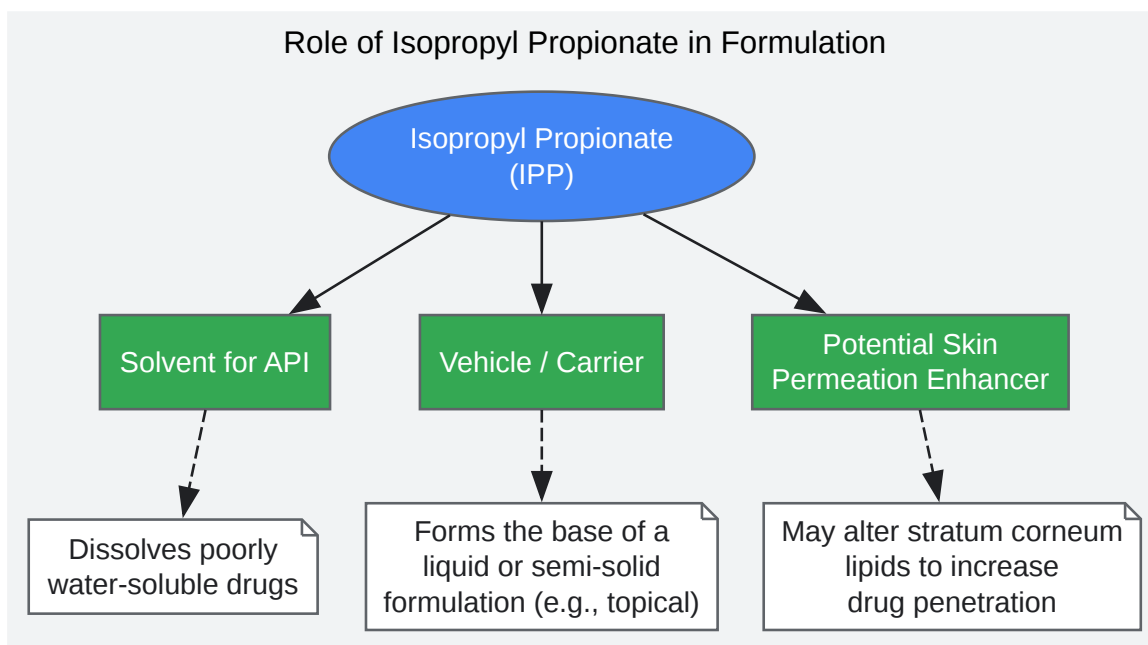 Role of Isopropyl Propionate in Formulation
Isopropyl Propionate
(IPP)
Solvent for API
Vehicle / Carrier
Potential Skin
Permeation Enhancer
Dissolves poorly
water-soluble drugs
Forms the base of a
liquid or semi-solid
formulation (e.g., topical)
May alter stratum corneum
lipids to increase
drug penetration